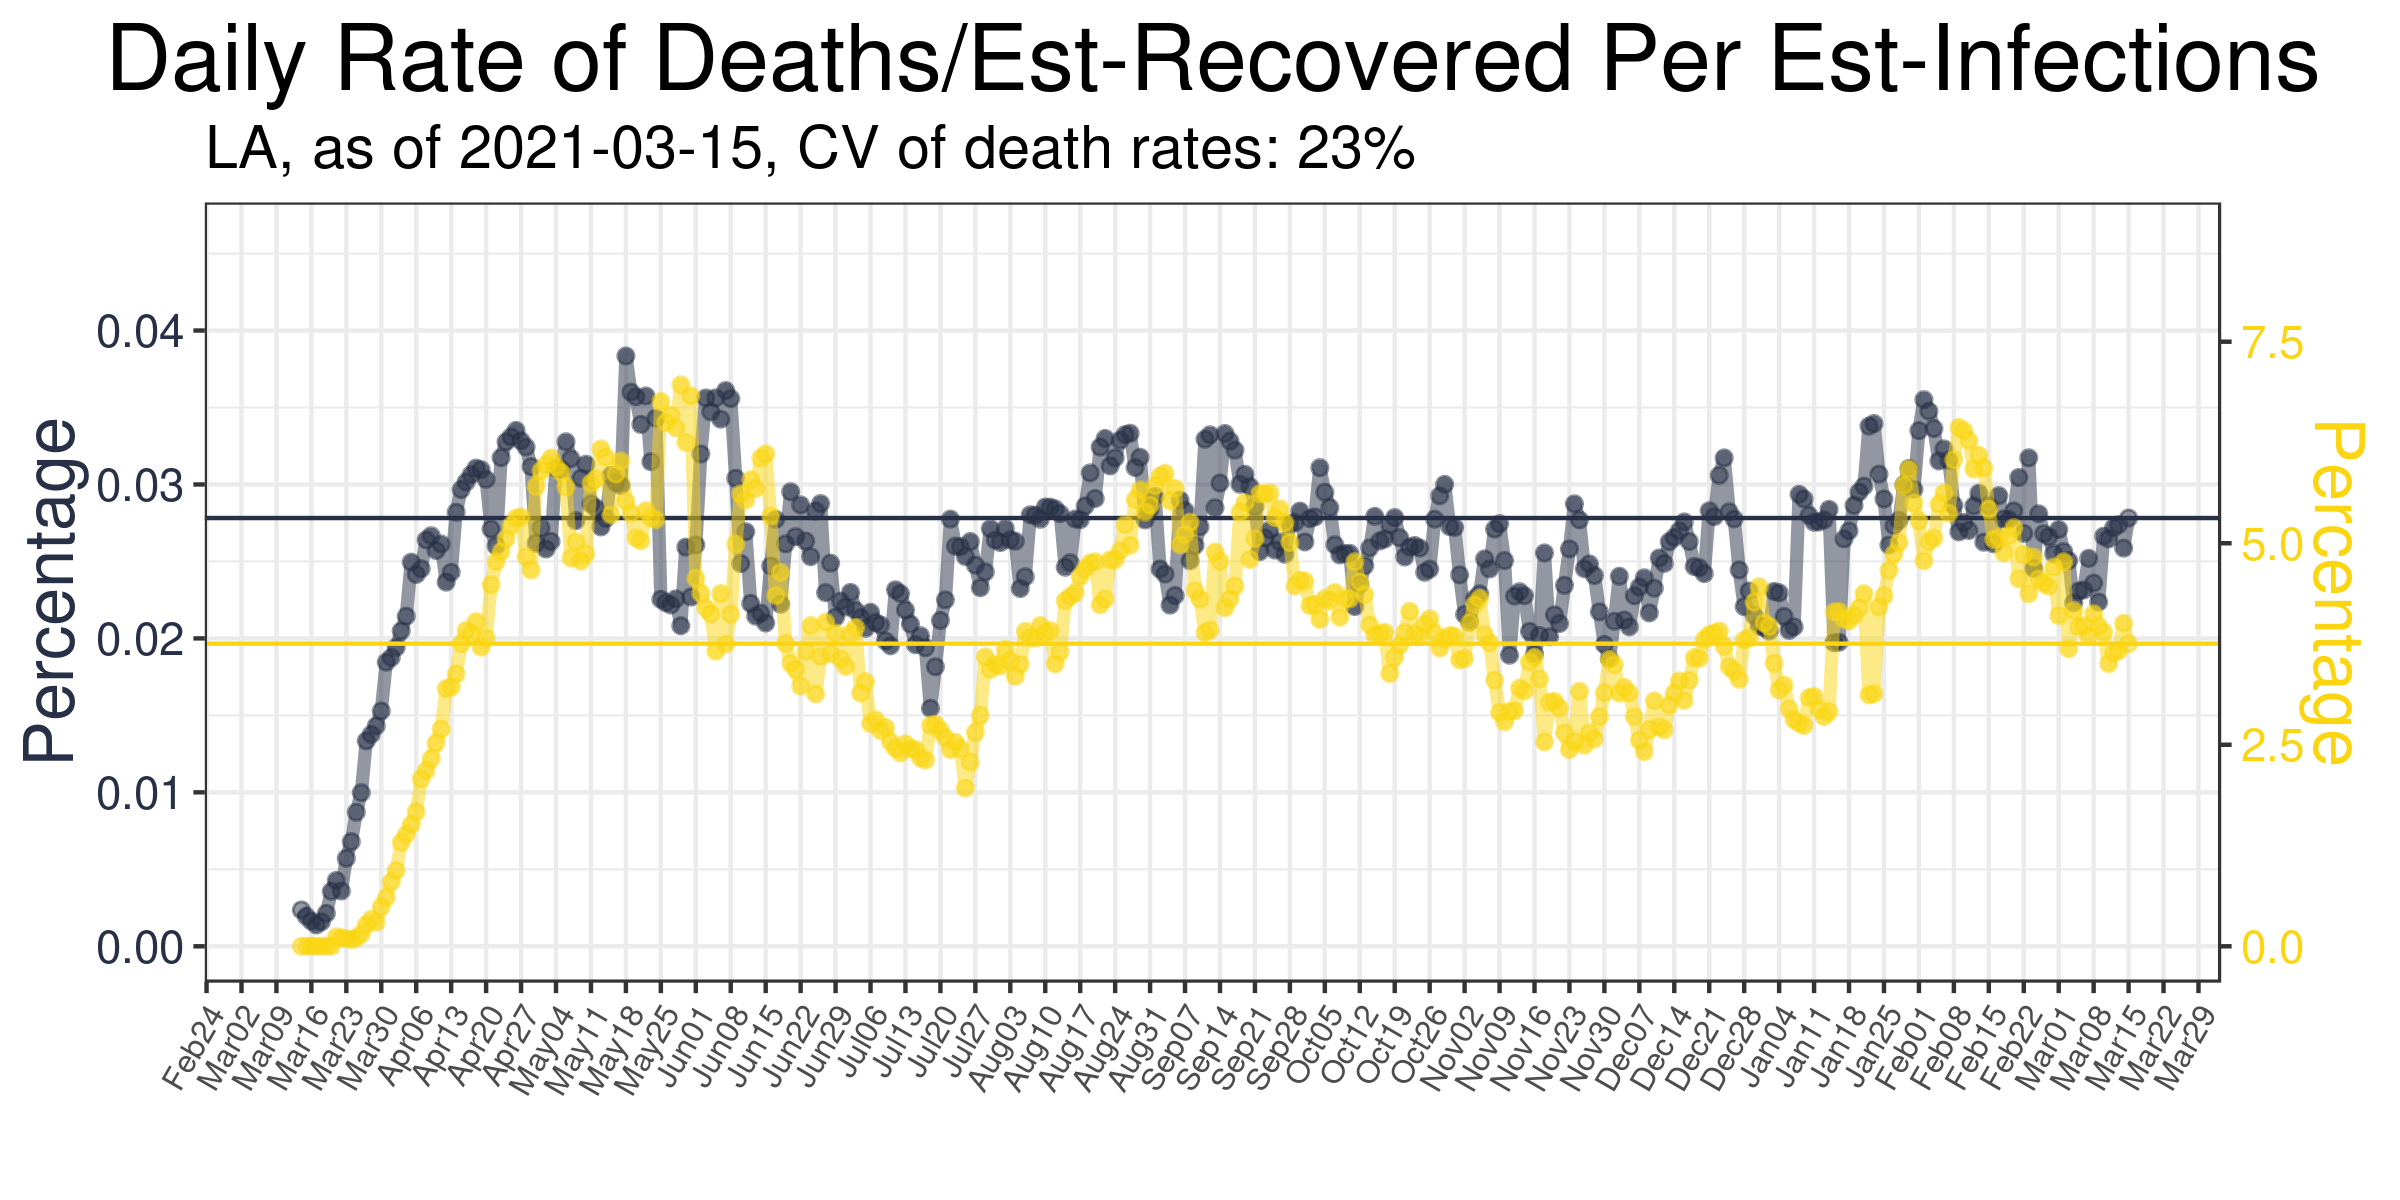 Daily Rate of Deaths/Est-Recovered Per Est-Infections
LA, as of 2021-03-15, CV of death rates: 23%
Percentage
0.04
0.03
0.02
0.01
0.00
7.5
5.0
2.5
0.0
Percentage
Feb24 Mar02 Mar09 Mar16 Mar23 Mar30 Apr06 Apr13 Apr20 Apr27 May04 May11 May18 May25 Jun01 Jun08 Jun15 Jun22 Jun29 Jul06 Jul13 Jul20 Jul27 Aug03 Aug10 Aug17 Aug24 Aug31 Sep07 Sep14 Sep21 Sep28 Oct05 Oct12 Oct19 Oct26 Nov02 Nov09 Nov16 Nov23 Nov30 Dec07 Dec14 Dec21 Dec28 Jan04 Jan11 Jan18 Jan25 Feb01 Feb08 Feb15 Feb22 Mar01 Mar08 Mar15 Mar22 Mar29